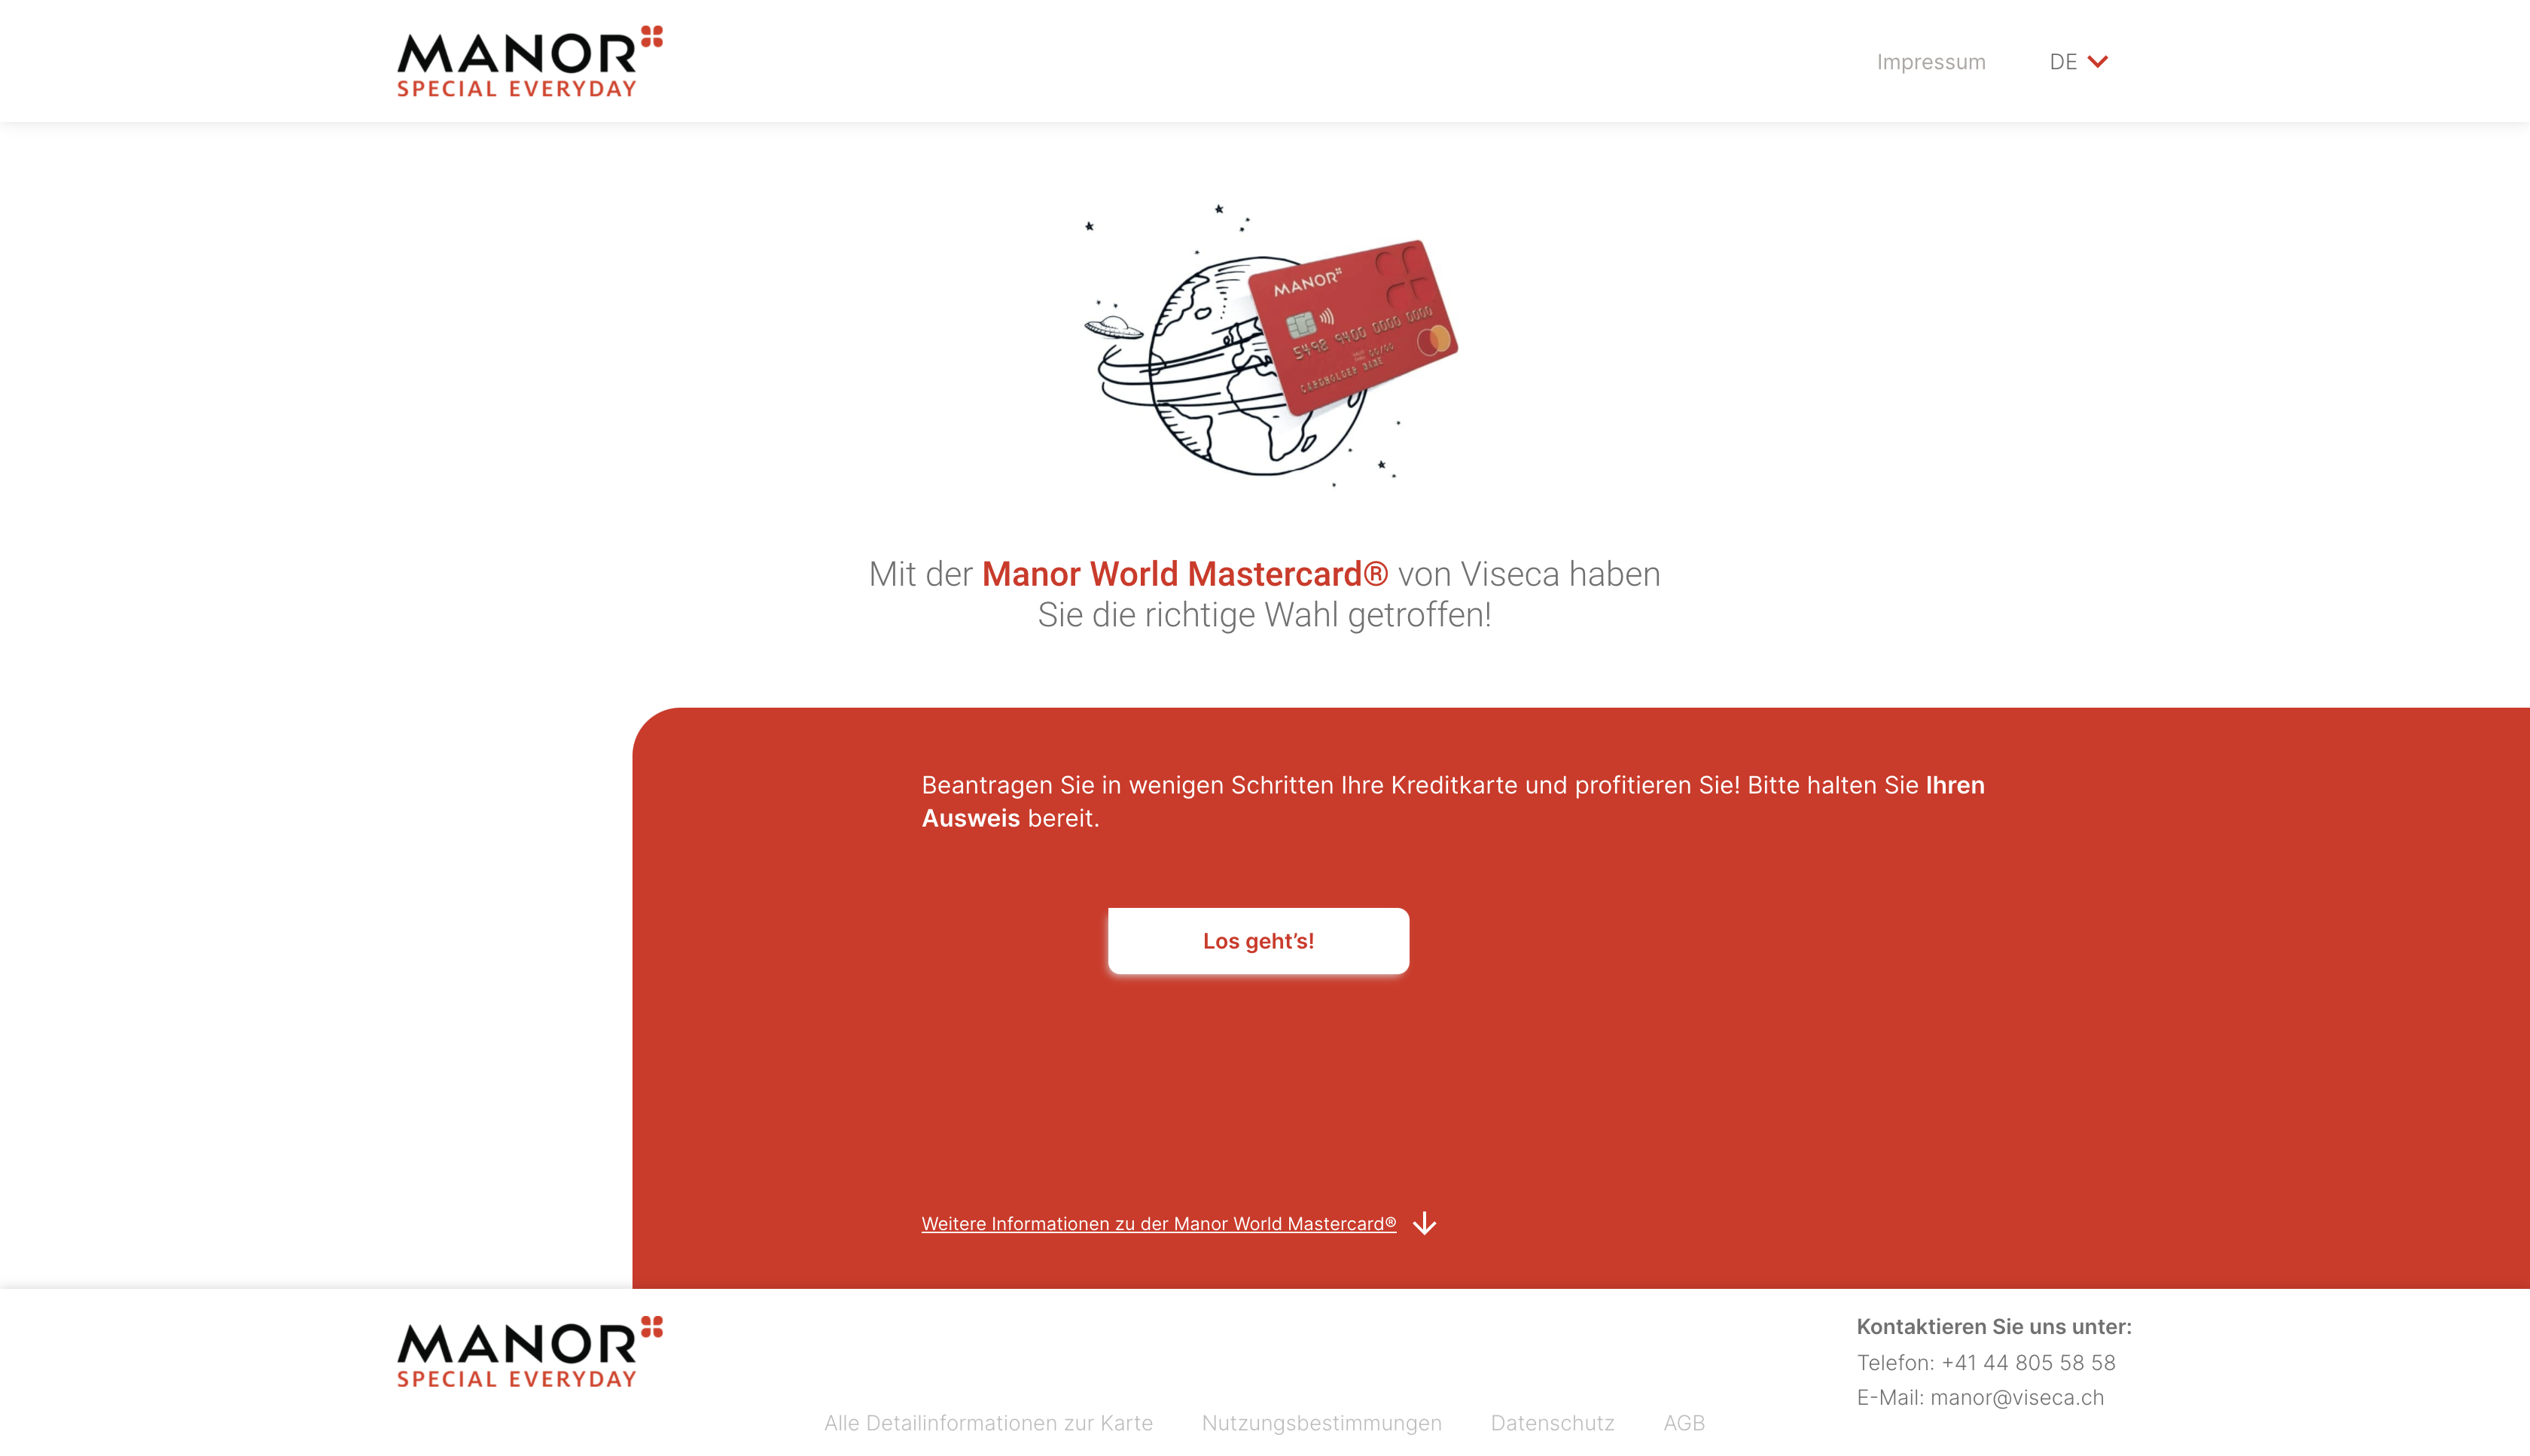 MANOR
SPECIAL EVERYDAY
Impressum
DE
MANOR
5492 9400 0000 0000
00/00
CARDHOLDER NAME
Mit der Manor World Mastercard® von Viseca haben
Sie die richtige Wahl getroffen!
Beantragen Sie in wenigen Schritten Ihre Kreditkarte und profitieren Sie! Bitte halten Sie Ihren
Ausweis bereit.
Los geht’s!
Weitere Informationen zu der Manor World Mastercard®
MANOR
SPECIAL EVERYDAY
Kontaktieren Sie uns unter:
Telefon: +41 44 805 58 58
E-Mail: manor@viseca.ch
Alle Detailinformationen zur Karte
Nutzungsbestimmungen
Datenschutz
AGB